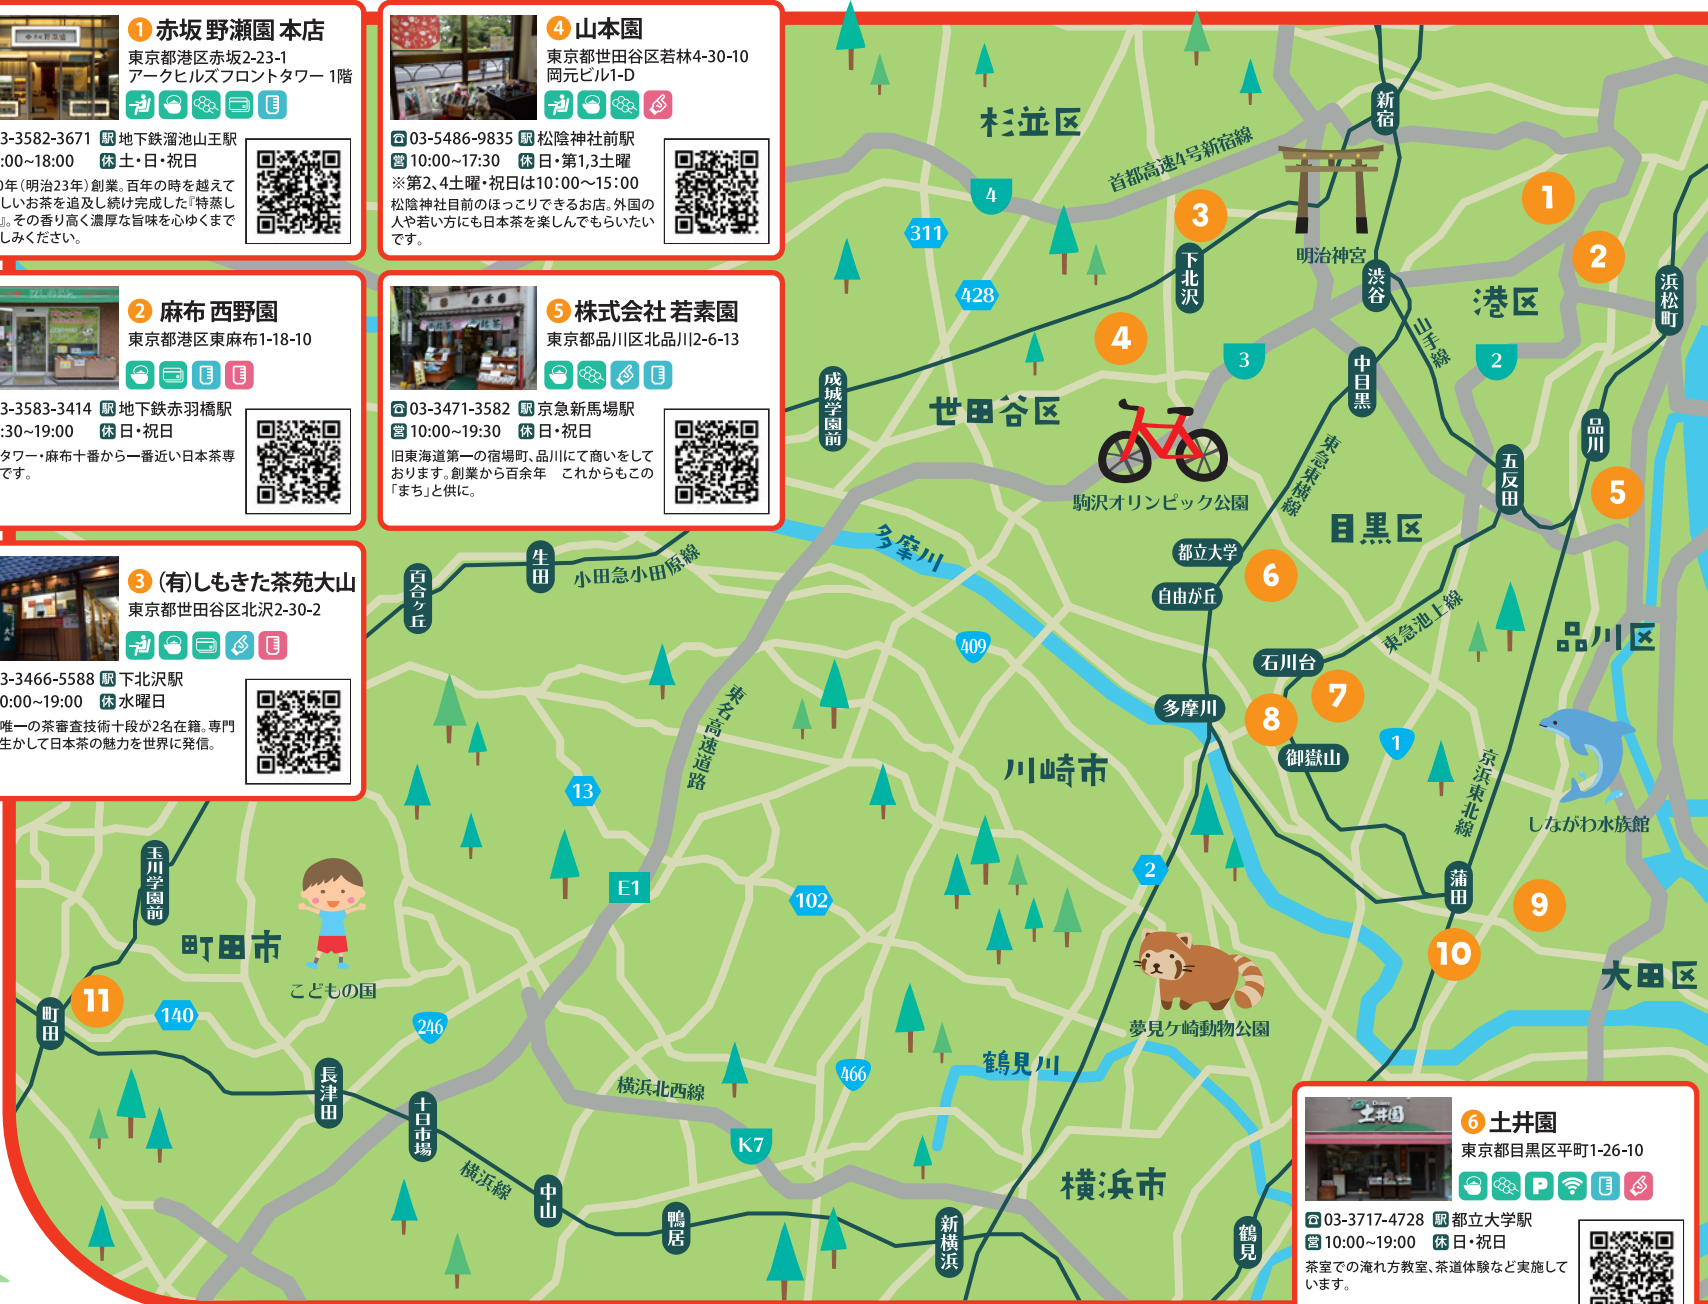 1 赤坂 野瀬園 本店
東京都港区赤坂2-23-1
アークヒルズフロントタワー 1階
3-3582-3671 駅 地下鉄溜池山王駅
:00~18:00 休 土・日・祝日
0年(明治23年)創業。百年の時を越えて
しいお茶を追及し続け完成した『特蒸し
』。その香り高く濃厚な旨味を心ゆくまで
しみください。
2 麻布 西野園
東京都港区東麻布1-18-10
3-3583-3414 駅 地下鉄赤羽橋駅
:30~19:00 休 日・祝日
タワー・麻布十番から一番近い日本茶専
です。
3 (有)しもきた茶苑大山
東京都世田谷区北沢2-30-2
3-3466-5588 駅 下北沢駅
0:00~19:00 休 水曜日
唯一の茶審査技術十段が2名在籍。専門
生かして日本茶の魅力を世界に発信。
4 山本園
東京都世田谷区若林4-30-10
岡元ビル1-D
03-5486-9835 駅 松陰神社前駅
営 10:00~17:30 休 日・第1,3土曜
※第2、4土曜・祝日は10:00~15:00
松陰神社目前のほっこりできるお店。外国の
人や若い方にも日本茶を楽しんでもらいたい
です。
5 株式会社 若素園
東京都品川区北品川2-6-13
03-3471-3582 駅 京急新馬場駅
営 10:00~19:30 休 日・祝日
旧東海道第一の宿場町、品川にて商いをして
おります。創業から百余年 これからもこの
「まち」と供に。
6 土井園
東京都目黒区平町1-26-10
P
03-3717-4728 駅 都立大学駅
営 10:00~19:00 休 日・祝日
茶室での淹れ方教室、茶道体験など実施して
います。
土井園
杉並区
首都高速4号新宿線
新宿
4
311
428
3
1
2
明治神宮
下北沢
渋谷
港区
浜松町
4
3
山手線
2
中目黒
成城学園前
世田谷区
品川
東急東横線
五反田
5
駒沢オリンピック公園
目黒区
多摩川
都立大学
6
自由が丘
生田
小田急小田原線
百合ケ丘
東急池上線
品川区
409
石川台
7
多摩川
8
1
御嶽山
東名高速道路
川崎市
京浜東北線
しながわ水族館
13
玉川学園前
E1
102
2
蒲田
9
町田市
10
大田区
こどもの国
11
140
町田
246
夢見ケ崎動物公園
鶴見川
466
長津田
横浜北西線
十日市場
K7
横浜線
中山
横浜市
鴨居
新横浜
鶴見